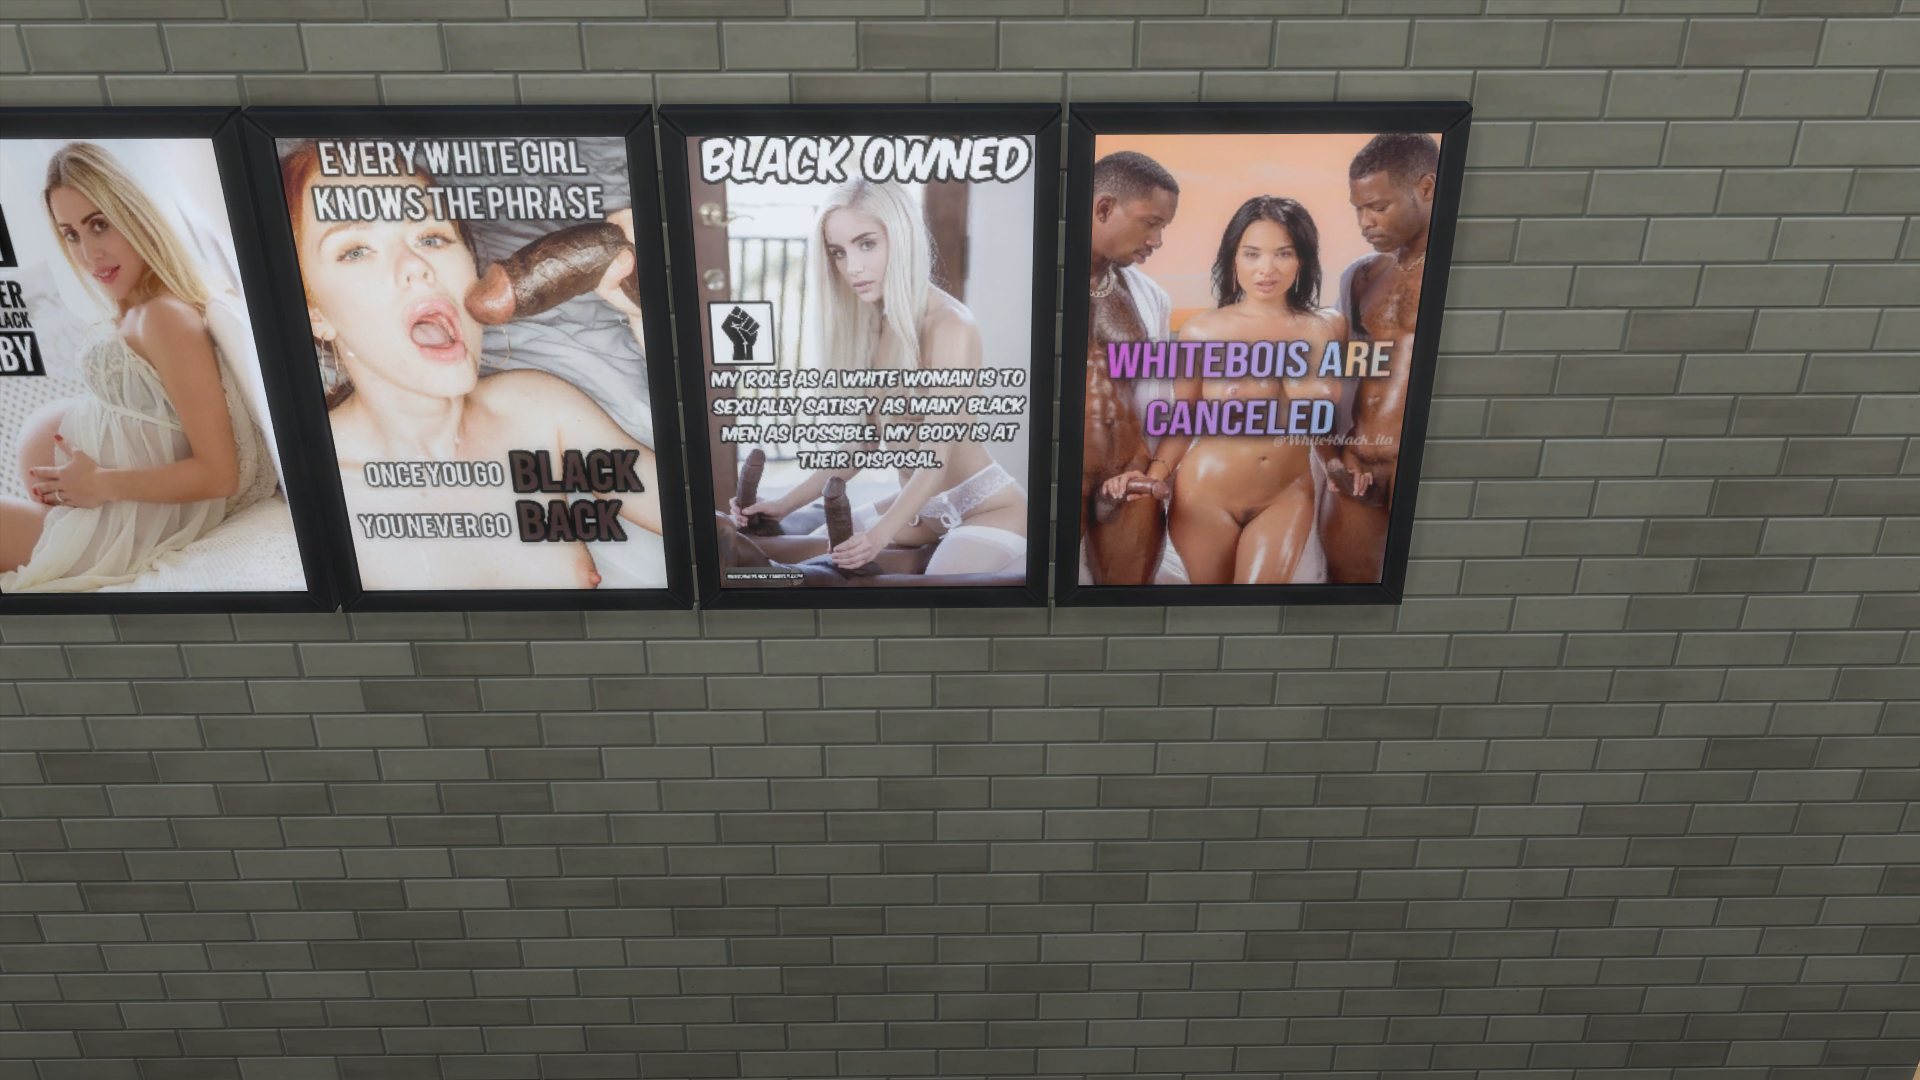 ER
LACK
BY
EVERY WHITE GIRL
KNOWS THE PHRASE
ONCE YOU GO BLACK
YOU NEVER GO BACK
BLACK OWNED
MY ROLE AS A WHITE WOMAN IS TO
SEXUALLY SATISFY AS MANY BLACK
MEN AS POSSIBLE. MY BODY IS AT
THEIR DISPOSAL.
WHITEBOIS ARE
CANCELED
@White4black_ita